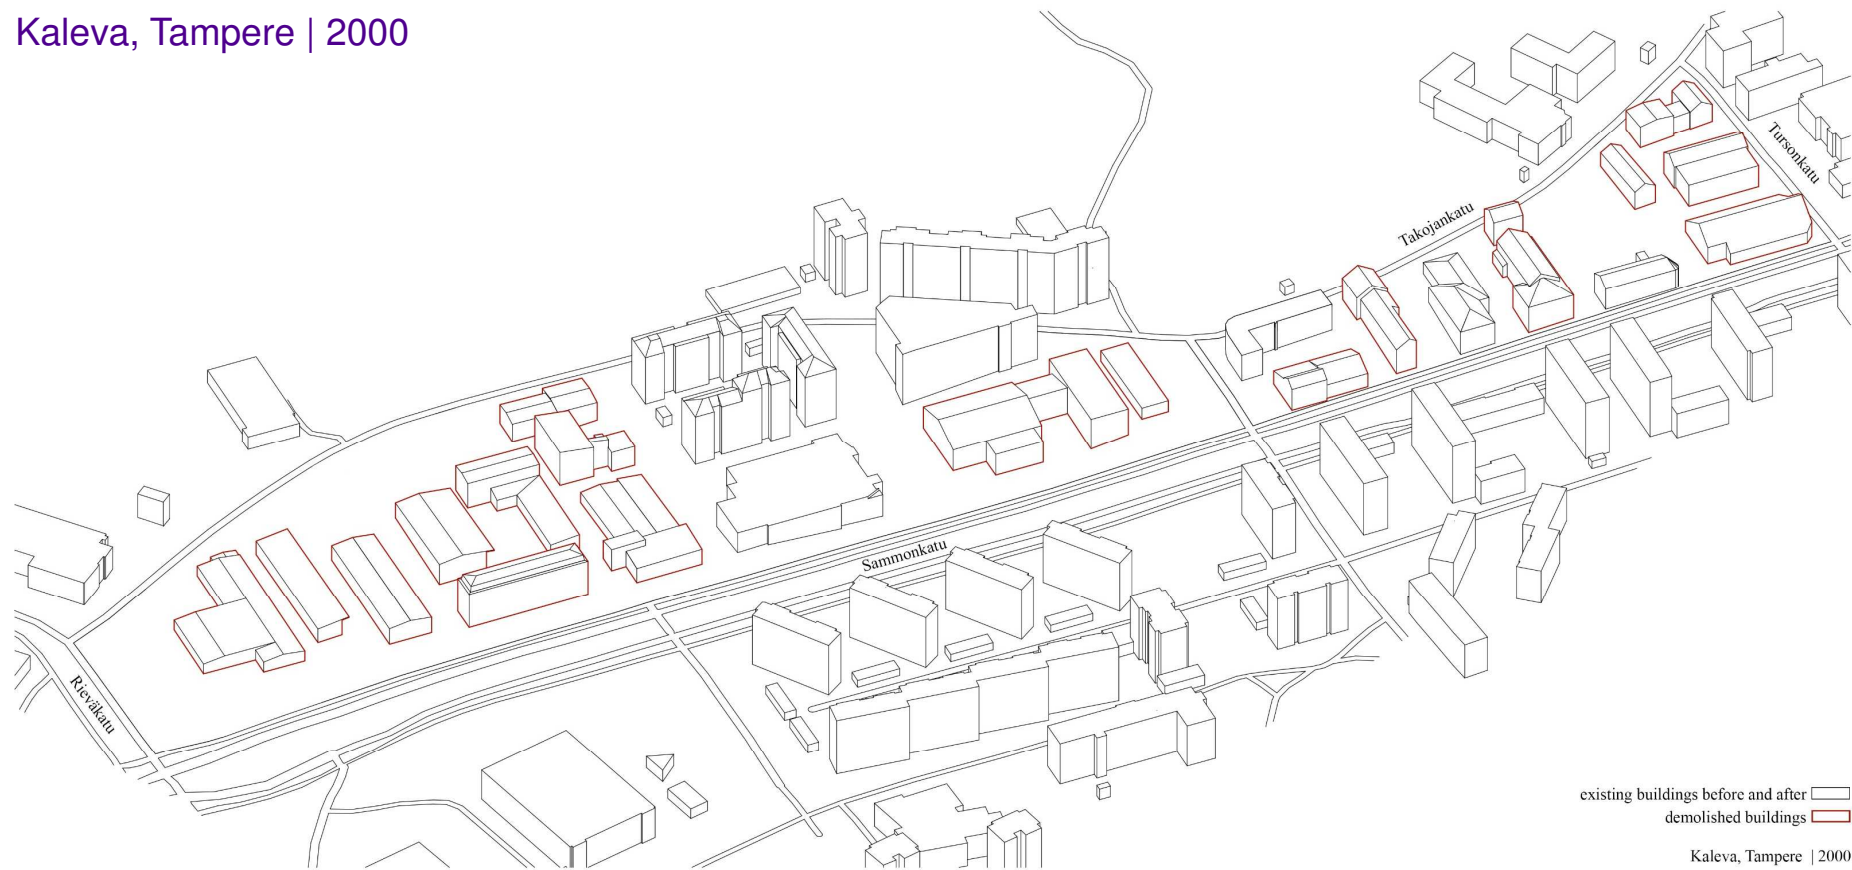 Kaleva, Tampere | 2000
Tursonkatu
Takojankatu
Sammonkatu
Rieväkatu
existing buildings before and after
demolished buildings
Kaleva, Tampere | 2000